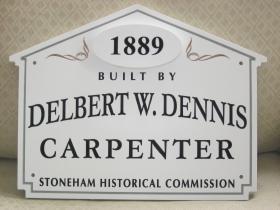 1889
BUILT BY
DELBERT W. DENNIS
CARPENTER
STONEHAM HISTORICAL COMMISSION